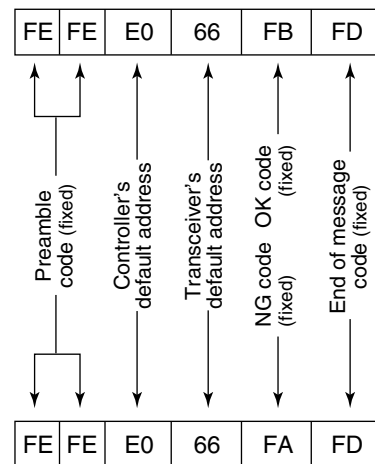 FE FE E0 66 FB FD
Preamble
code (fixed)
Controller's
default address
Transceiver's
default address
OK code
(fixed)
NG code
(fixed)
End of message
code (fixed)
FE FE E0 66 FA FD